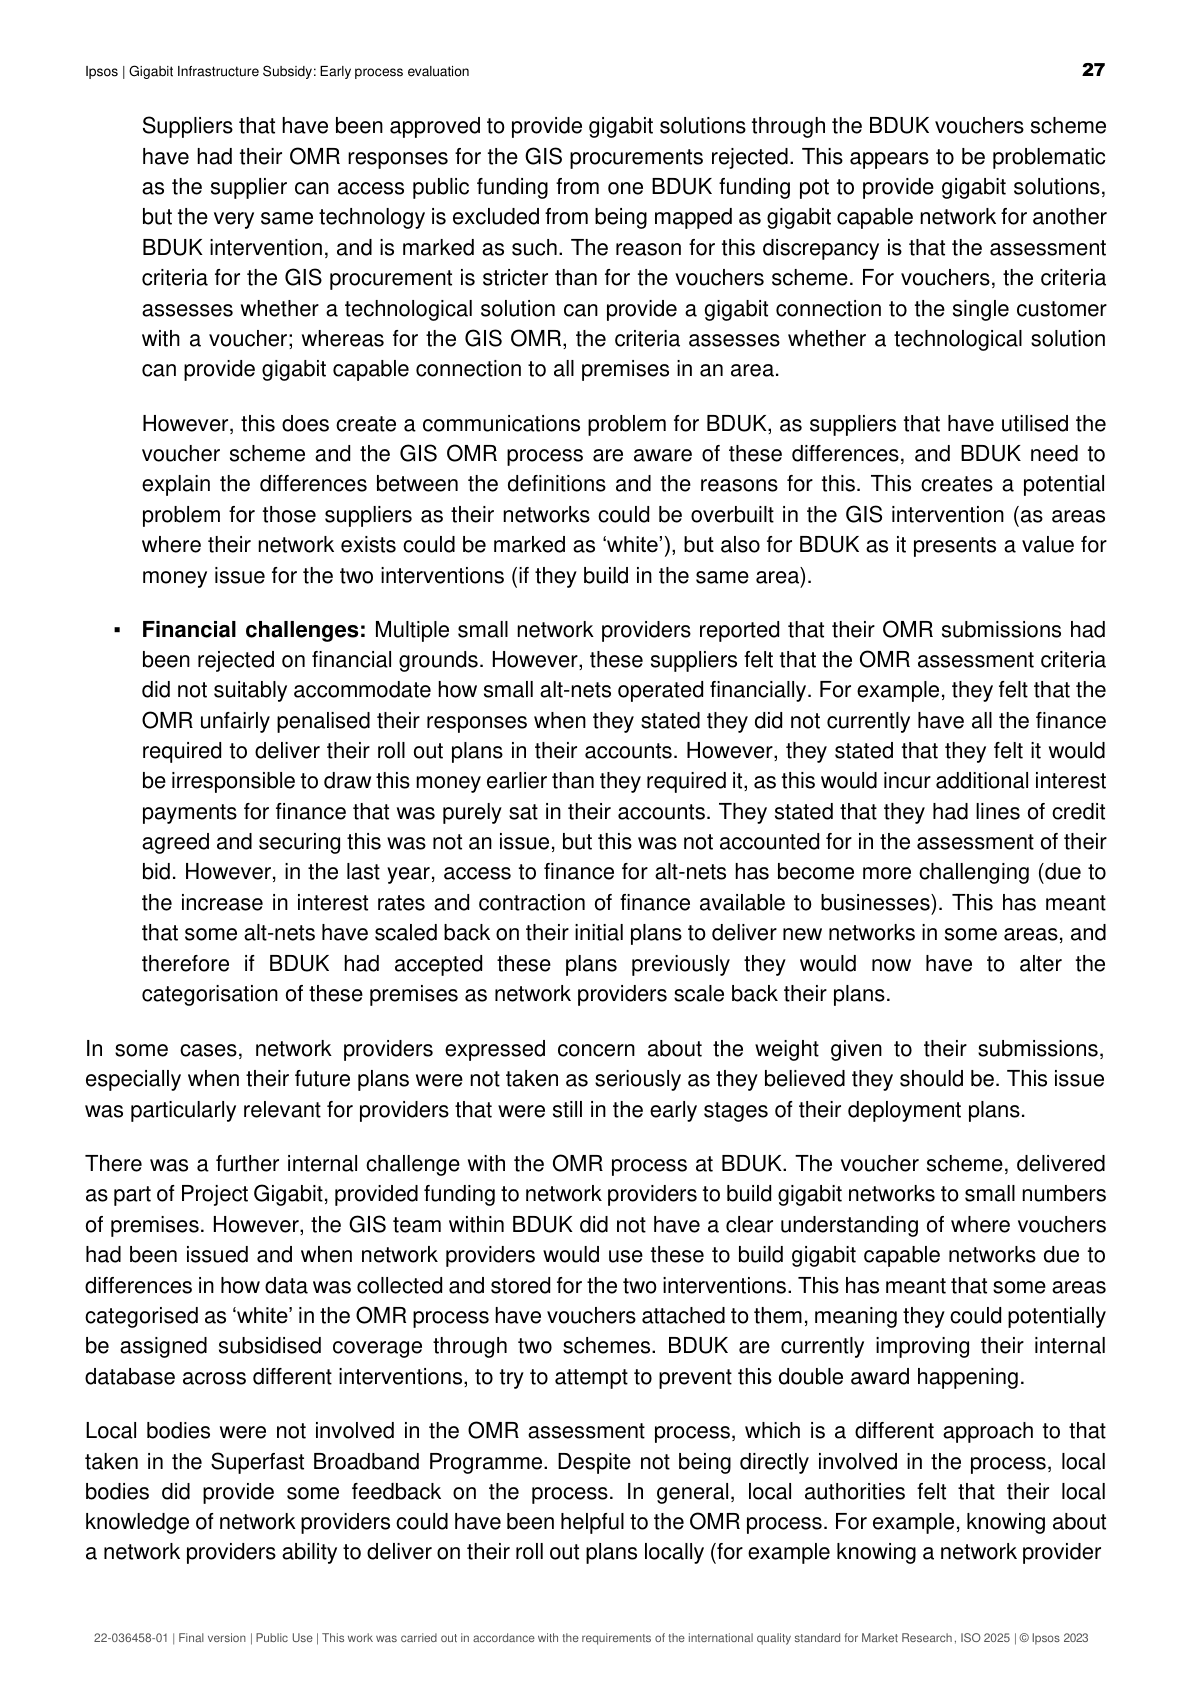 Ipsos | Gigabit Infrastructure Subsidy: Early process evaluation 27
Suppliers that have been approved to provide gigabit solutions through the BDUK vouchers scheme
have had their OMR responses for the GIS procurements rejected. This appears to be problematic
as the supplier can access public funding from one BDUK funding pot to provide gigabit solutions,
but the very same technology is excluded from being mapped as gigabit capable network for another
BDUK intervention, and is marked as such. The reason for this discrepancy is that the assessment
criteria for the GIS procurement is stricter than for the vouchers scheme. For vouchers, the criteria
assesses whether a technological solution can provide a gigabit connection to the single customer
with a voucher; whereas for the GIS OMR, the criteria assesses whether a technological solution
can provide gigabit capable connection to all premises in an area.
However, this does create a communications problem for BDUK, as suppliers that have utilised the
voucher scheme and the GIS OMR process are aware of these differences, and BDUK need to
explain the differences between the definitions and the reasons for this. This creates a potential
problem for those suppliers as their networks could be overbuilt in the GIS intervention (as areas
where their network exists could be marked as ‘white’), but also for BDUK as it presents a value for
money issue for the two interventions (if they build in the same area).
▪ Financial challenges: Multiple small network providers reported that their OMR submissions had
been rejected on financial grounds. However, these suppliers felt that the OMR assessment criteria
did not suitably accommodate how small alt-nets operated financially. For example, they felt that the
OMR unfairly penalised their responses when they stated they did not currently have all the finance
required to deliver their roll out plans in their accounts. However, they stated that they felt it would
be irresponsible to draw this money earlier than they required it, as this would incur additional interest
payments for finance that was purely sat in their accounts. They stated that they had lines of credit
agreed and securing this was not an issue, but this was not accounted for in the assessment of their
bid. However, in the last year, access to finance for alt-nets has become more challenging (due to
the increase in interest rates and contraction of finance available to businesses). This has meant
that some alt-nets have scaled back on their initial plans to deliver new networks in some areas, and
therefore if BDUK had accepted these plans previously they would now have to alter the
categorisation of these premises as network providers scale back their plans.
In some cases, network providers expressed concern about the weight given to their submissions,
especially when their future plans were not taken as seriously as they believed they should be. This issue
was particularly relevant for providers that were still in the early stages of their deployment plans.
There was a further internal challenge with the OMR process at BDUK. The voucher scheme, delivered
as part of Project Gigabit, provided funding to network providers to build gigabit networks to small numbers
of premises. However, the GIS team within BDUK did not have a clear understanding of where vouchers
had been issued and when network providers would use these to build gigabit capable networks due to
differences in how data was collected and stored for the two interventions. This has meant that some areas
categorised as ‘white’ in the OMR process have vouchers attached to them, meaning they could potentially
be assigned subsidised coverage through two schemes. BDUK are currently improving their internal
database across different interventions, to try to attempt to prevent this double award happening.
Local bodies were not involved in the OMR assessment process, which is a different approach to that
taken in the Superfast Broadband Programme. Despite not being directly involved in the process, local
bodies did provide some feedback on the process. In general, local authorities felt that their local
knowledge of network providers could have been helpful to the OMR process. For example, knowing about
a network providers ability to deliver on their roll out plans locally (for example knowing a network provider
22-036458-01 | Final version | Public Use | This work was carried out in accordance with the requirements of the international quality standard for Market Research, ISO 2025 | © Ipsos 2023